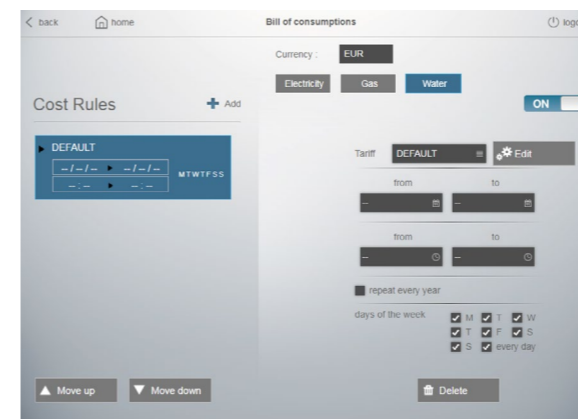 back home Bill of consumptions logo
Currency : EUR
Electricity Gas Water
Cost Rules Add ON
DEFAULT
--/--/-- --/--/--
--:-- --:-- MTWTFSS
Tariff DEFAULT Edit
from to
-- --
from to
-- --
repeat every year
days of the week M T W
T F S
S every day
Move up Move down Delete